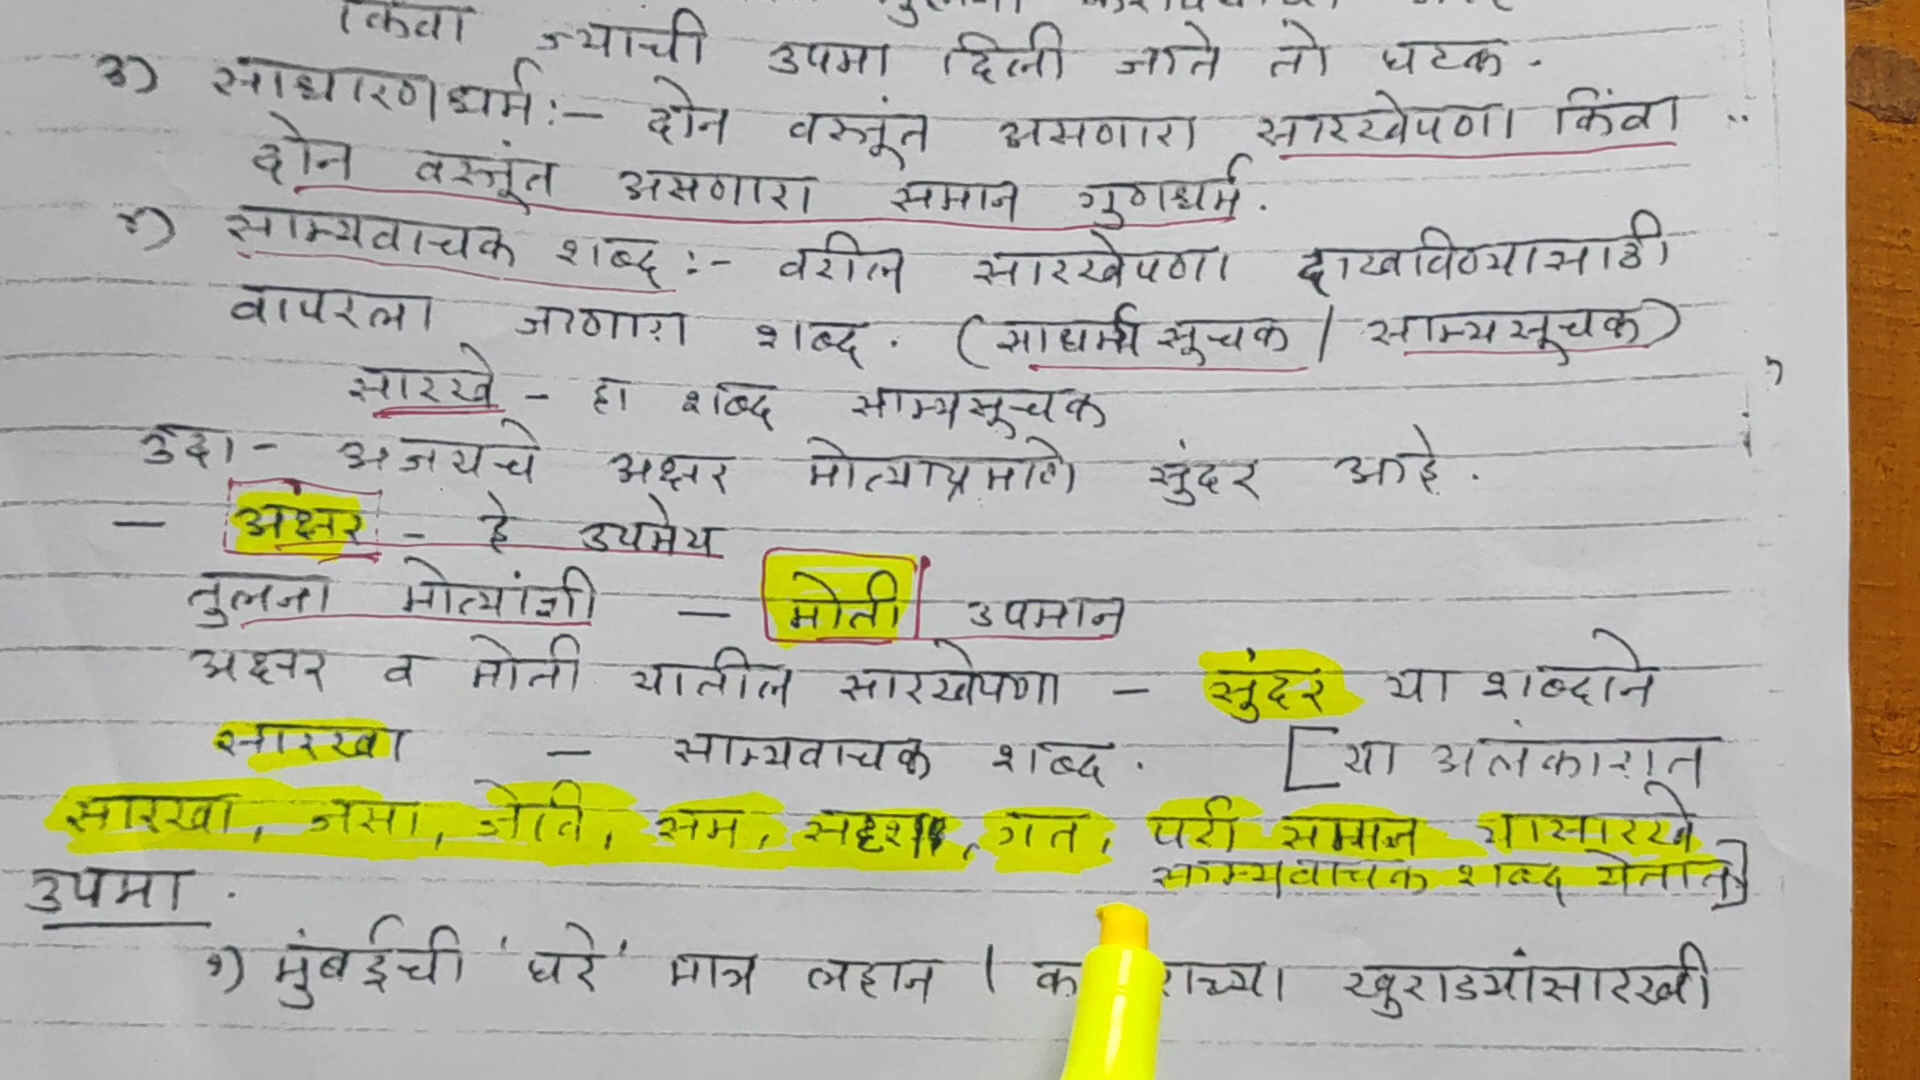 किंवा ज्याची उपमा दिली जाते तो घटक.
३) साधारणधर्म :- दोन वस्तूंत असणारा सारखेपणा किंवा
दोन वस्तूंत असणारा समान गुणधर्म.
४) साम्यवाचक शब्द :- वरील सारखेपणा दाखविण्यासाठी
वापरला जाणारा शब्द. (साधर्म्यसूचक / साम्यसूचक)
सारखे - हा शब्द साम्यसूचक
उदा - अजयचे अक्षर मोत्याप्रमाणे सुंदर आहे.
- अक्षर - हे उपमेय
तुलना मोत्यांशी - मोती उपमान
अक्षर व मोती यातील सारखेपणा - सुंदर या शब्दाने
सारखा - साम्यवाचक शब्द. [या अलंकारात
सारखा, जसा, जेवि, सम, सदृश, गत, परी समान यासारखे
साम्यवाचक शब्द येतात]
उपमा.
१) मुंबईची 'घरे' मात्र लहान । खुराड्यांसारखी